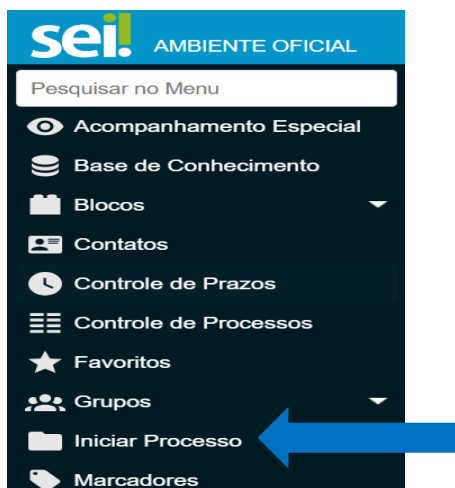 sei! AMBIENTE OFICIAL
Pesquisar no Menu
Acompanhamento Especial
Base de Conhecimento
Blocos
Contatos
Controle de Prazos
Controle de Processos
Favoritos
Grupos
Iniciar Processo
Marcadores